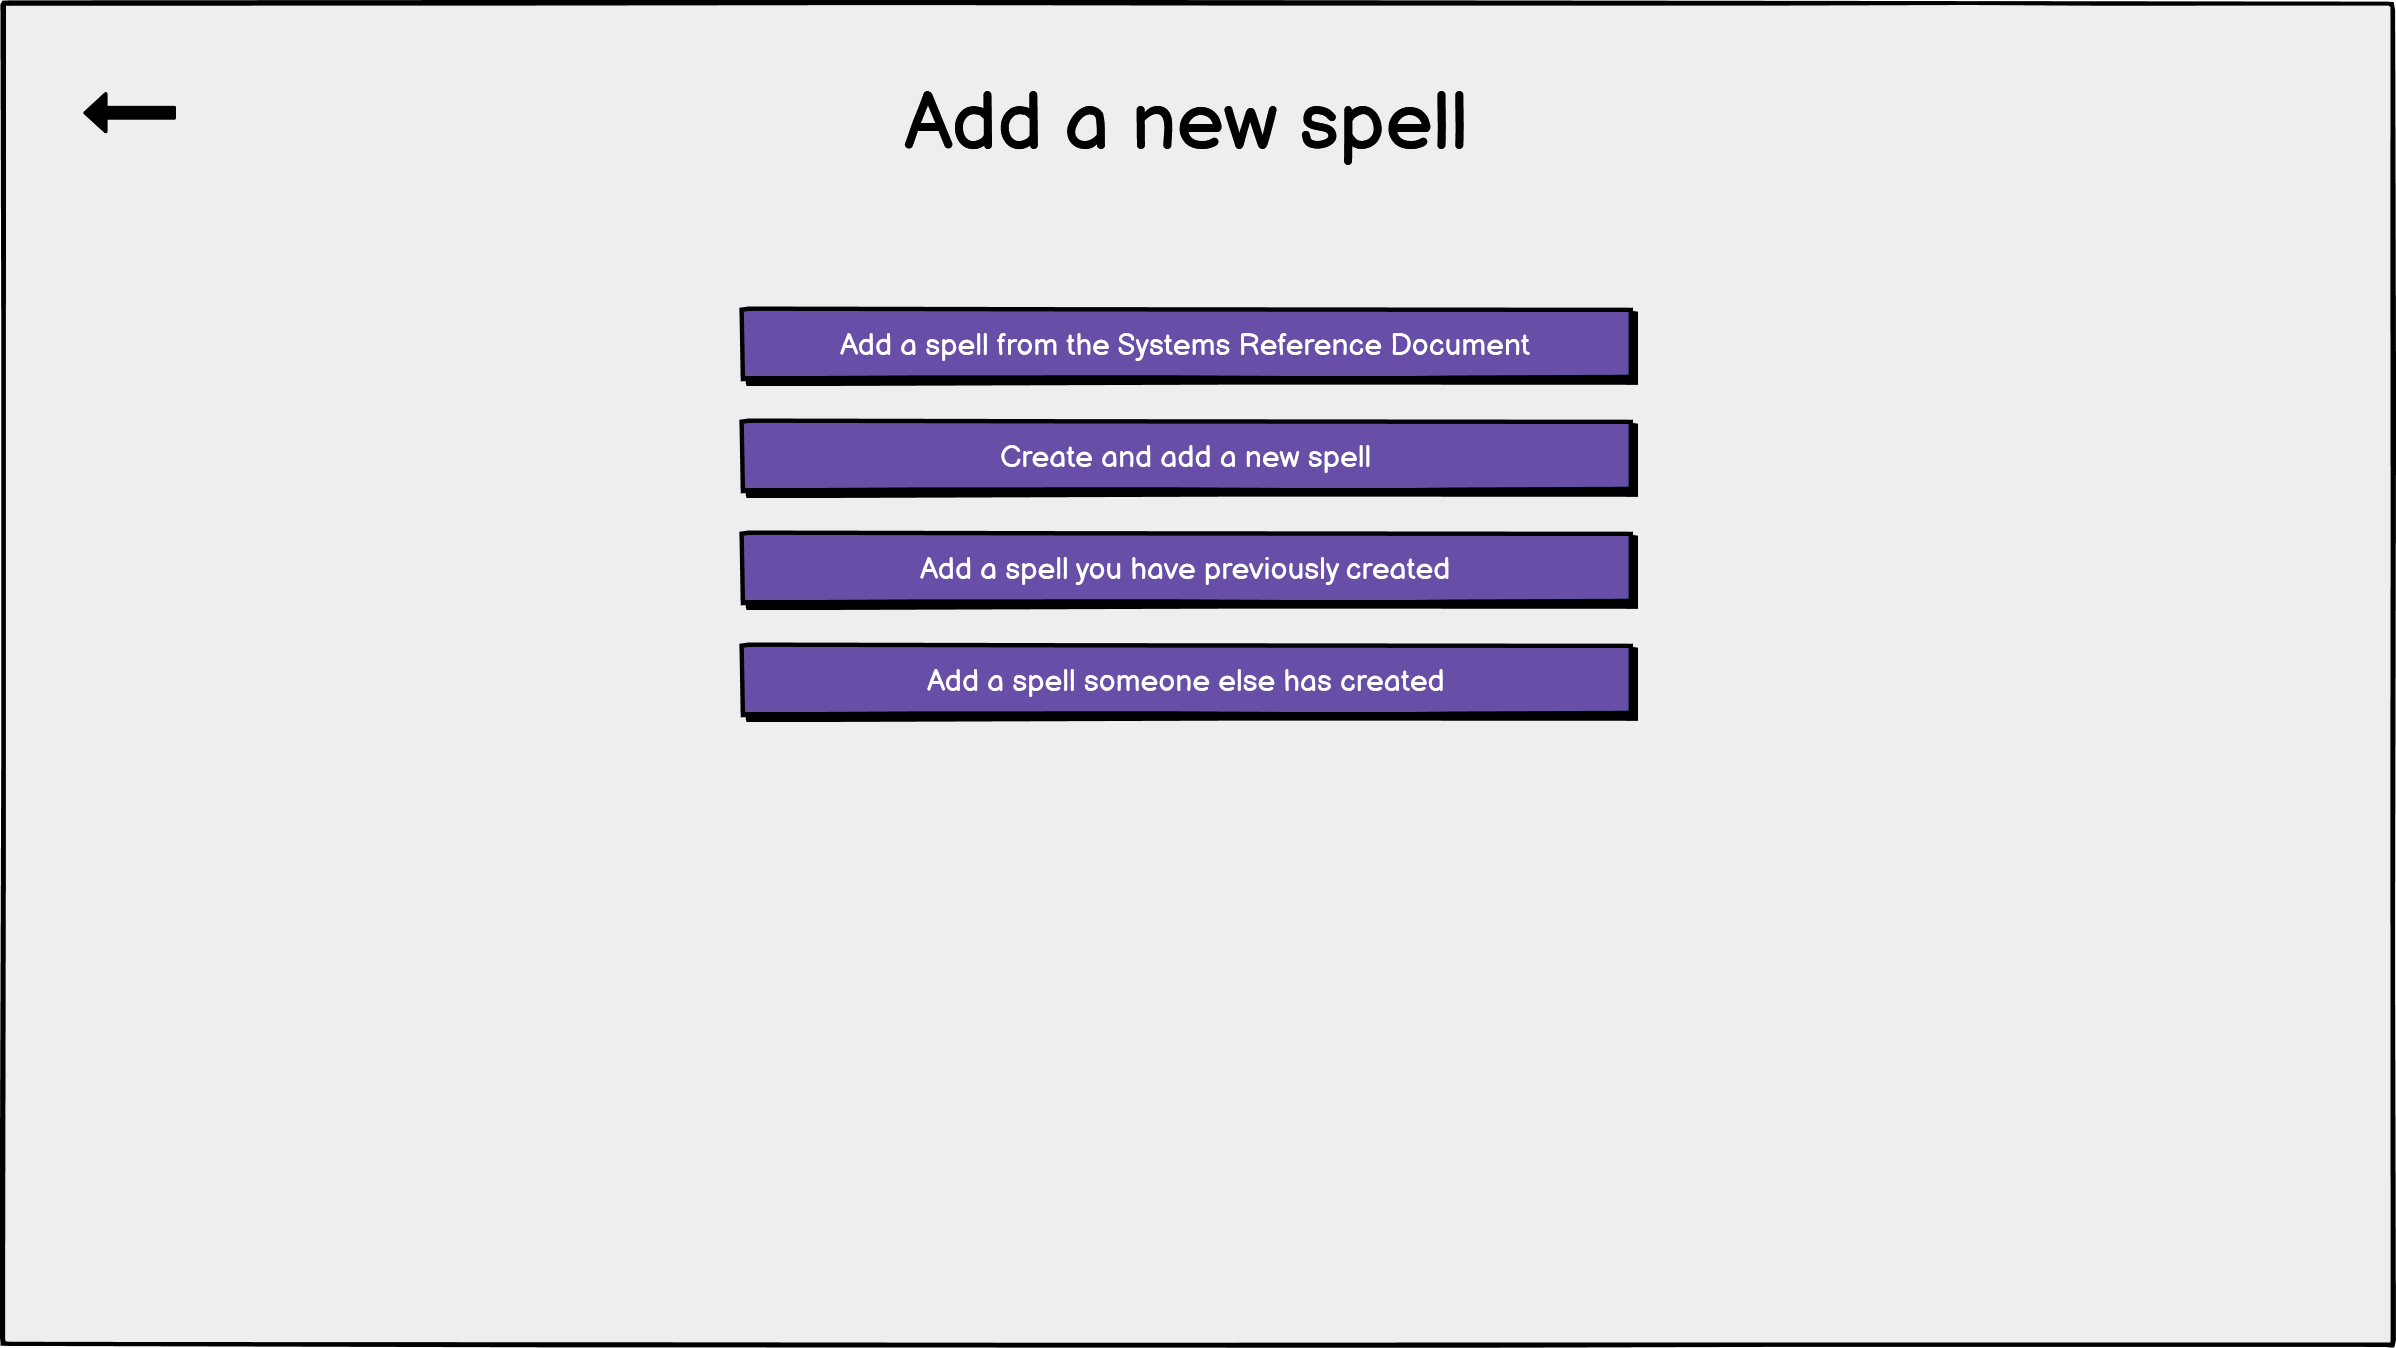 Add a new spell
Add a spell from the Systems Reference Document
Create and add a new spell
Add a spell you have previously created
Add a spell someone else has created